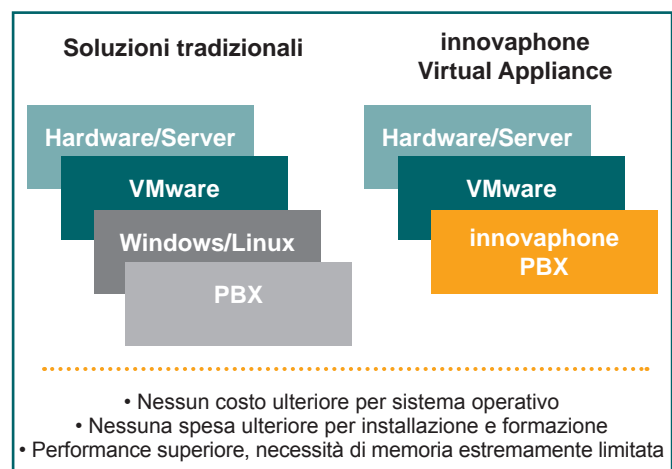 Soluzioni tradizionali
innovaphone
Virtual Appliance
Hardware/Server
VMware
Windows/Linux
PBX
Hardware/Server
VMware
innovaphone
PBX
• Nessun costo ulteriore per sistema operativo
• Nessuna spesa ulteriore per installazione e formazione
• Performance superiore, necessità di memoria estremamente limitata